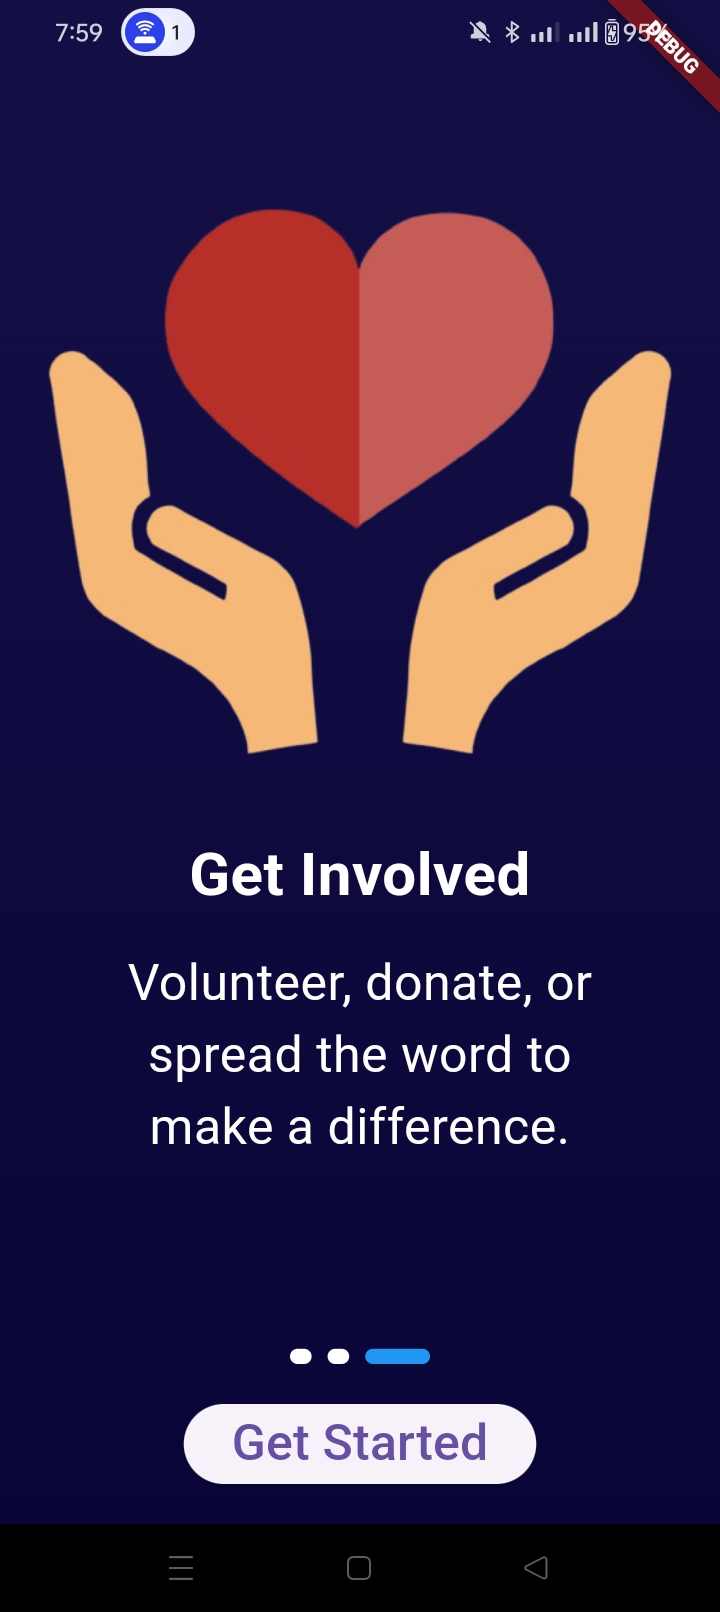 7:59 1 95% DEBUG
Get Involved
Volunteer, donate, or
spread the word to
make a difference.
Get Started